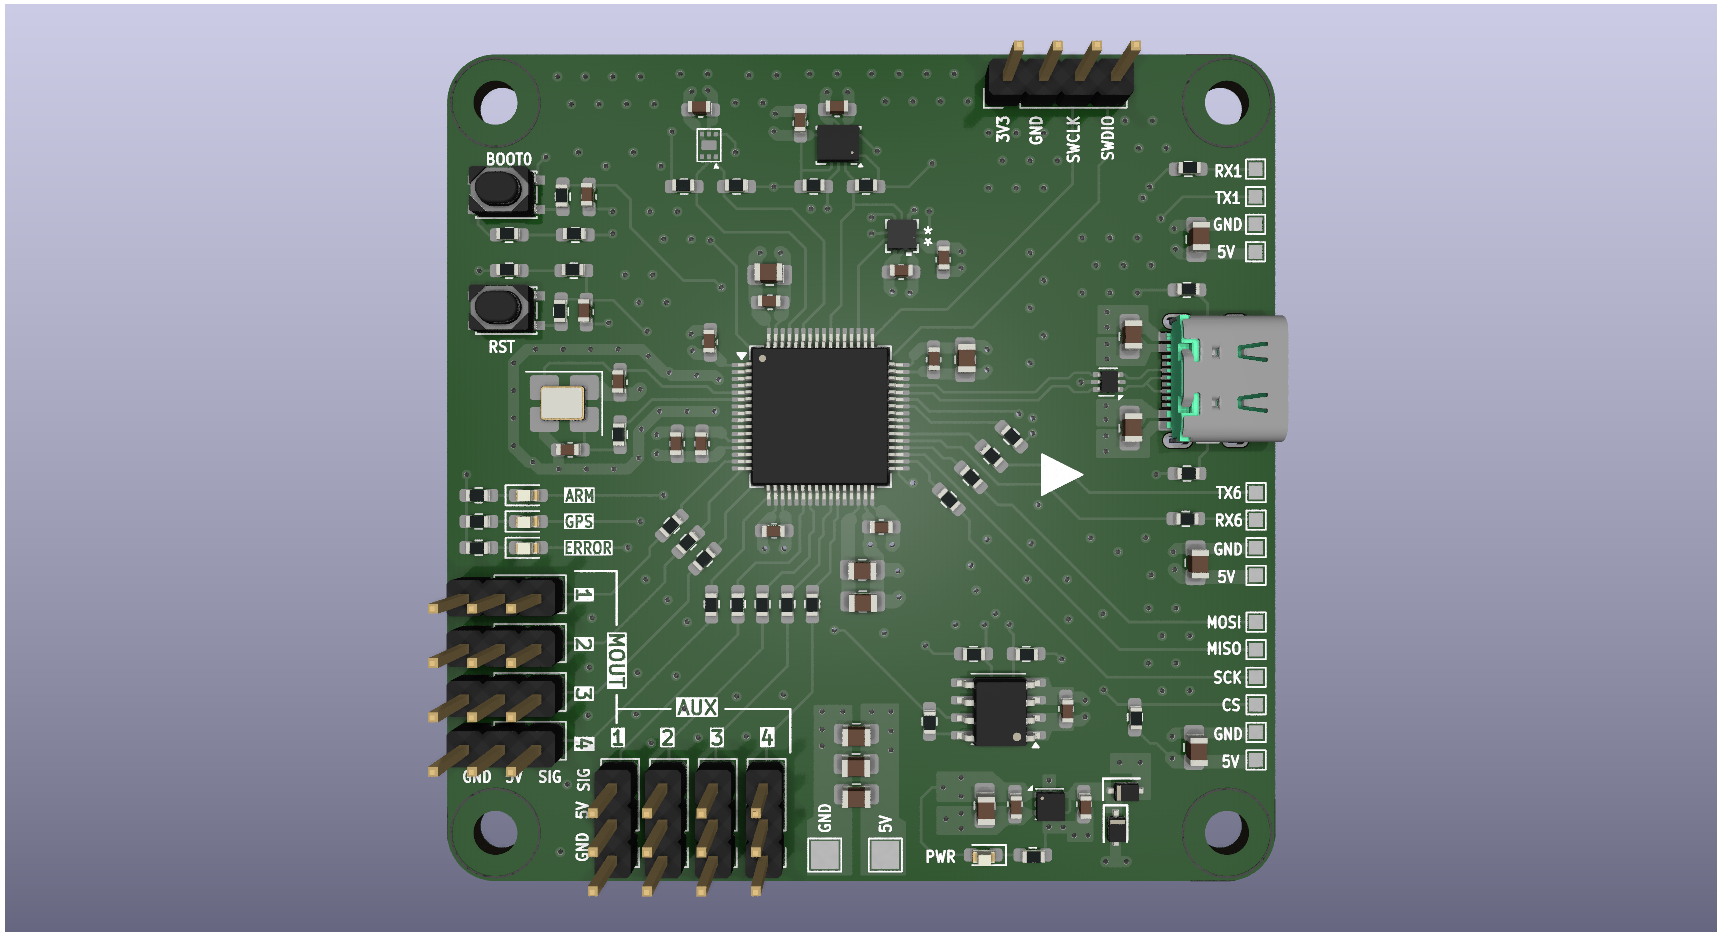 3V3
GND
SWCLK
SWDIO
BOOT0
RX1
TX1
GND
5V
**
RST
ARM
GPS
ERROR
TX6
RX6
GND
5V
1
2
3
4
MOUT
GND 5V SIG
AUX
1 2 3 4
SIG
5V
GND
GND
5V
MOSI
MISO
SCK
CS
GND
5V
PWR